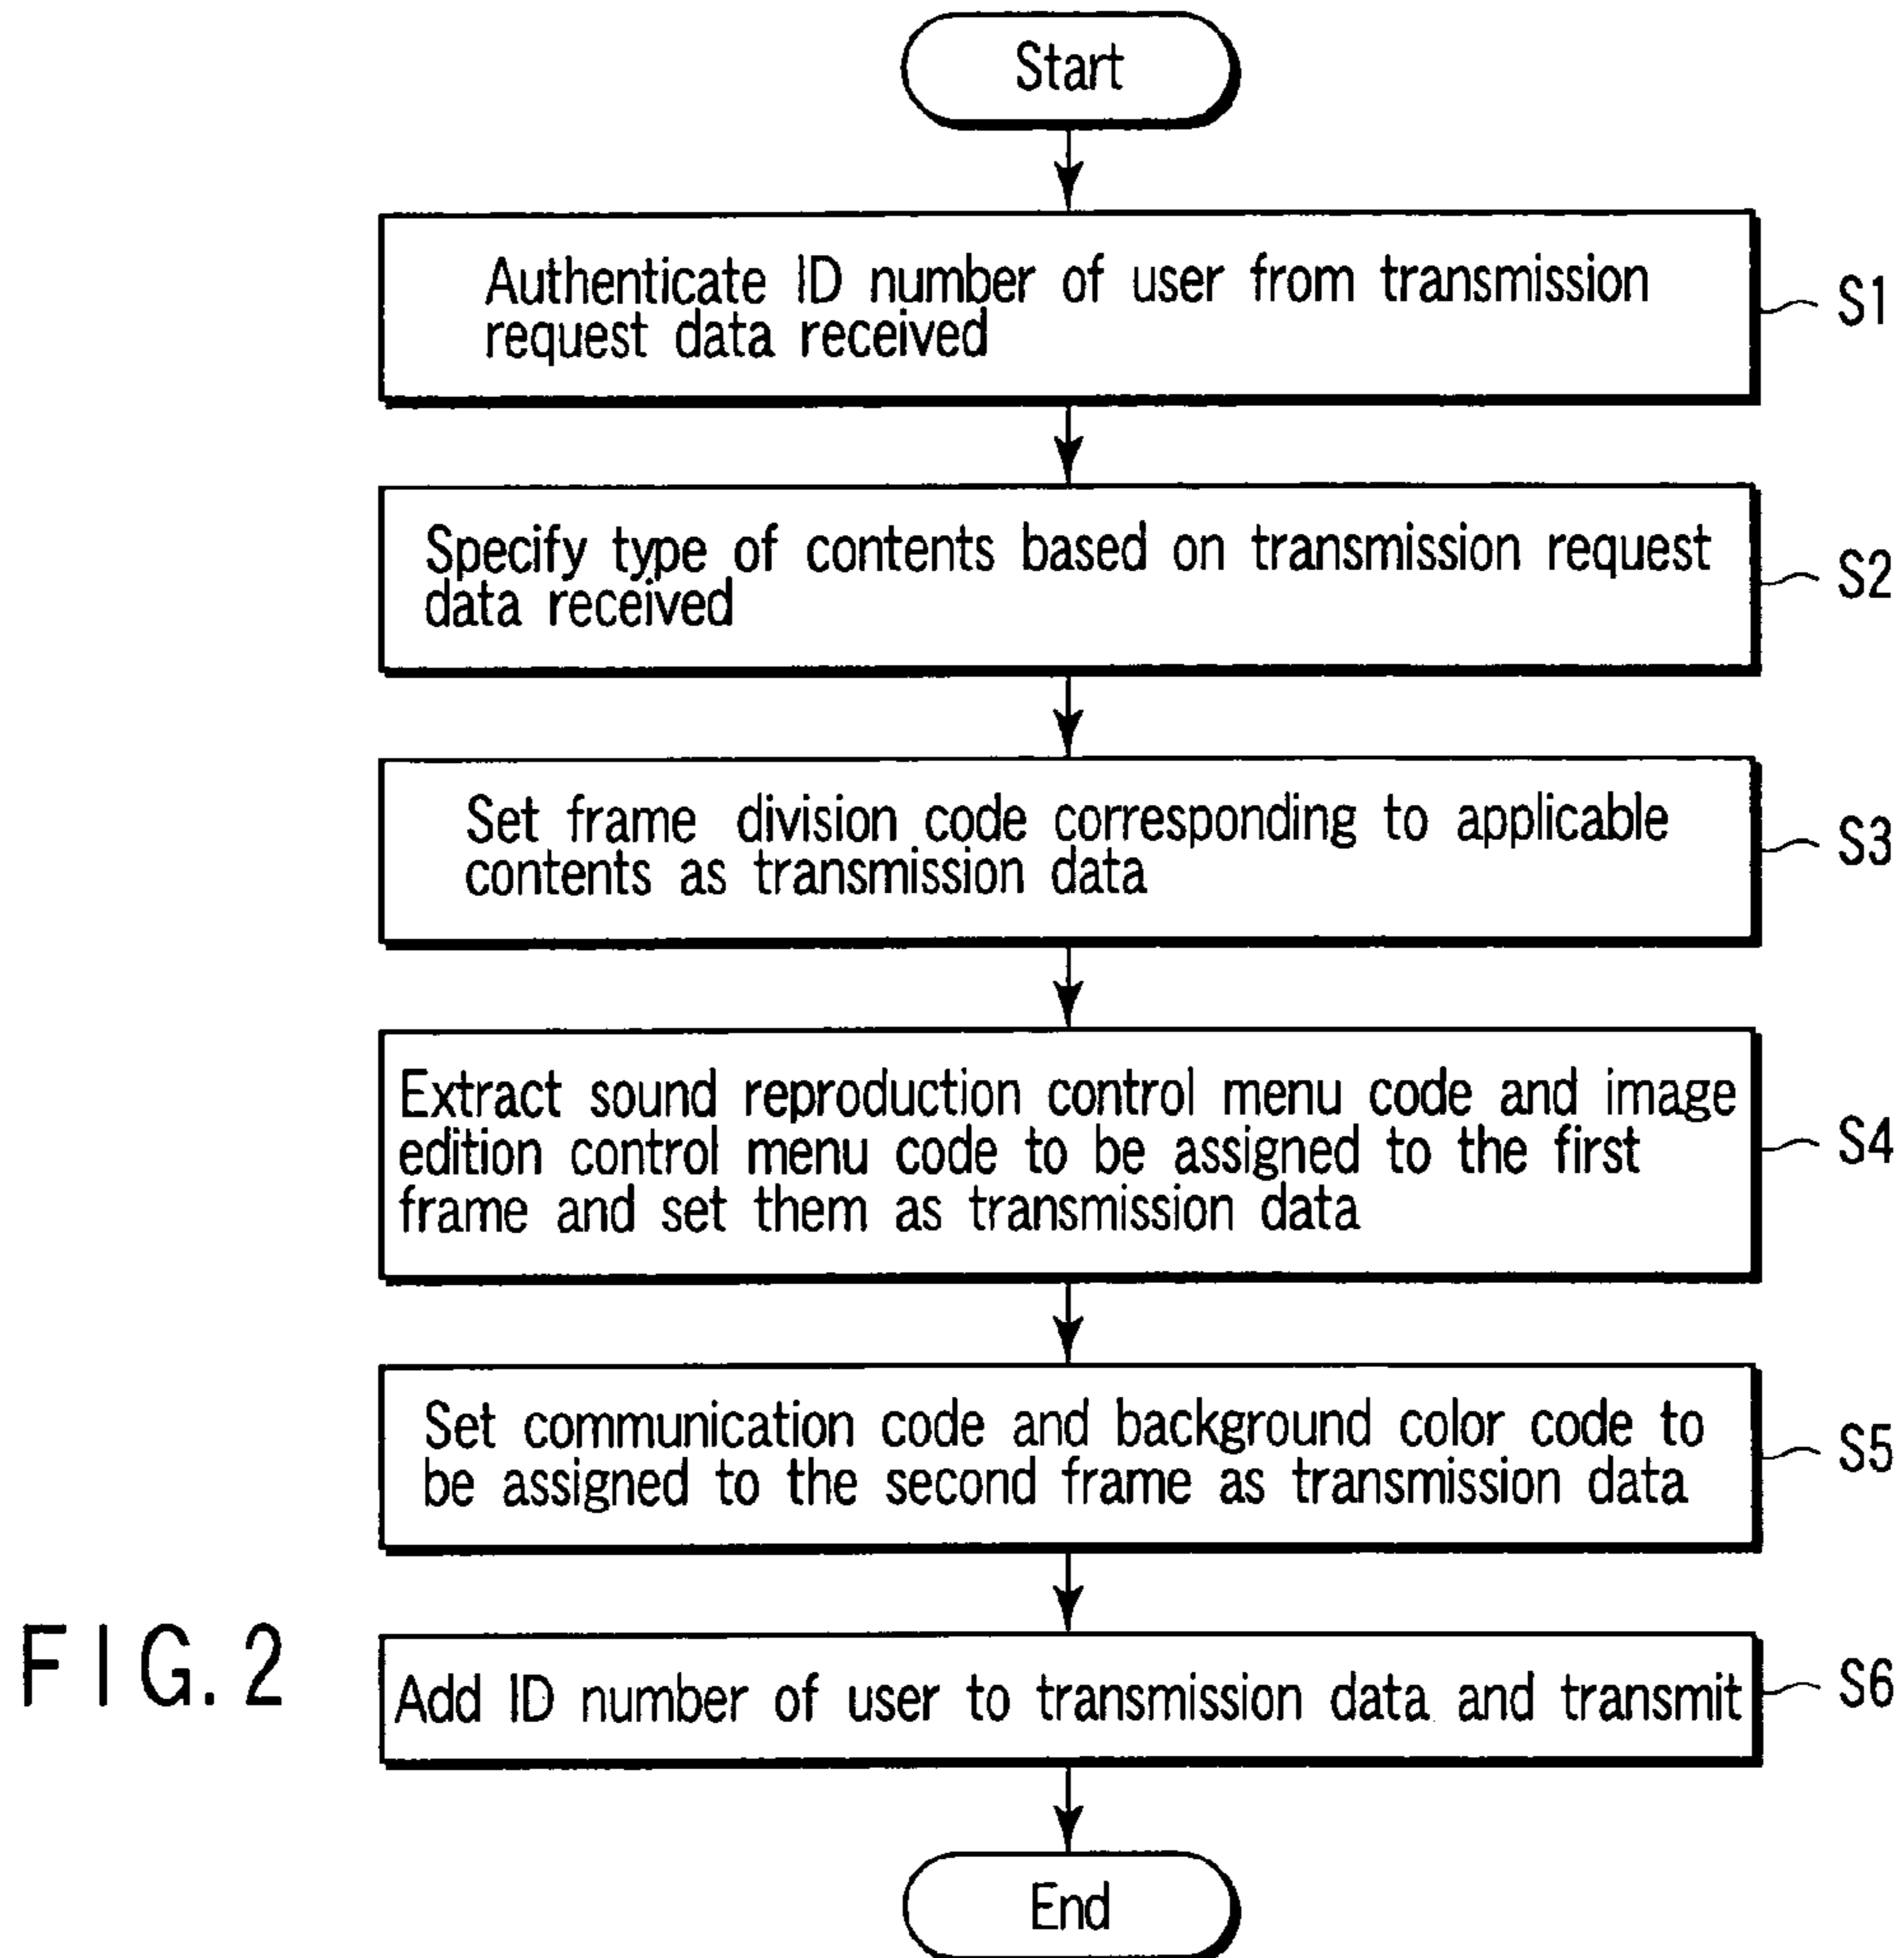 Start
Authenticate ID number of user from transmission
request data received
S1
Specify type of contents based on transmission request
data received
S2
Set frame division code corresponding to applicable
contents as transmission data
S3
Extract sound reproduction control menu code and image
edition control menu code to be assigned to the first
frame and set them as transmission data
S4
Set communication code and background color code to
be assigned to the second frame as transmission data
S5
Add ID number of user to transmission data and transmit
S6
End
FIG. 2